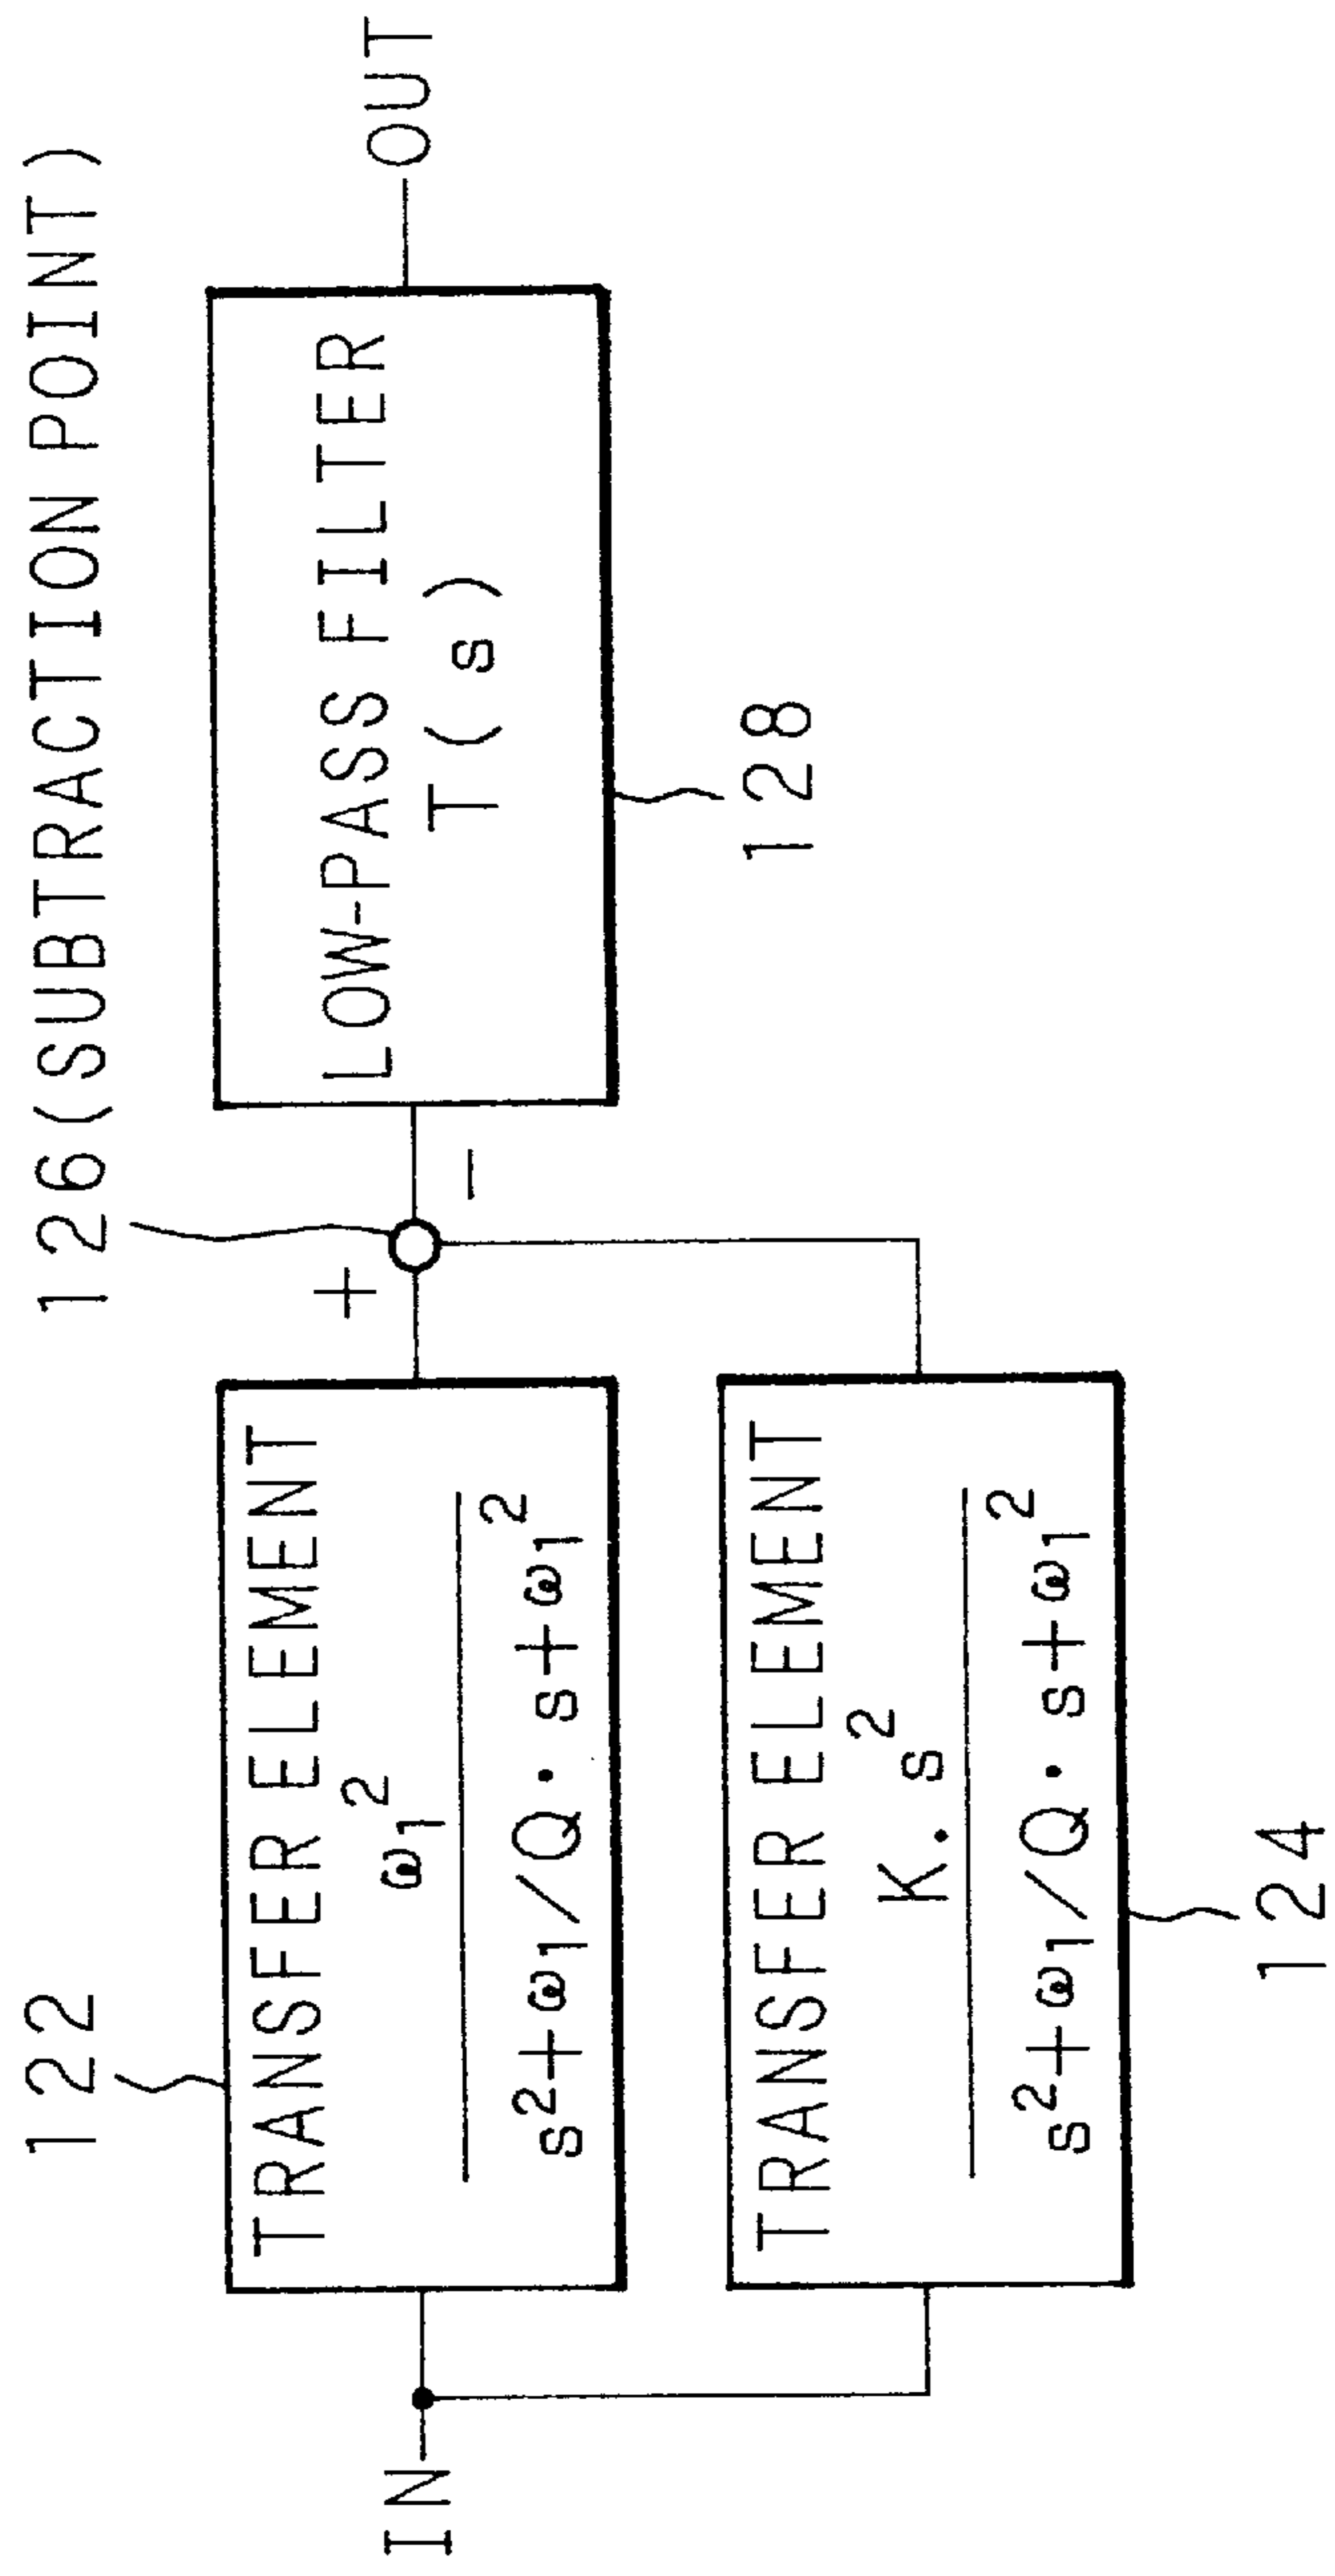 126(SUBTRACTION POINT)
122
TRANSFER ELEMENT
ω₁²
s²+ω₁/Q・s+ω₁²
+
−
LOW-PASS FILTER
T(s)
128
IN
OUT
TRANSFER ELEMENT
K.s²
s²+ω₁/Q・s+ω₁²
124